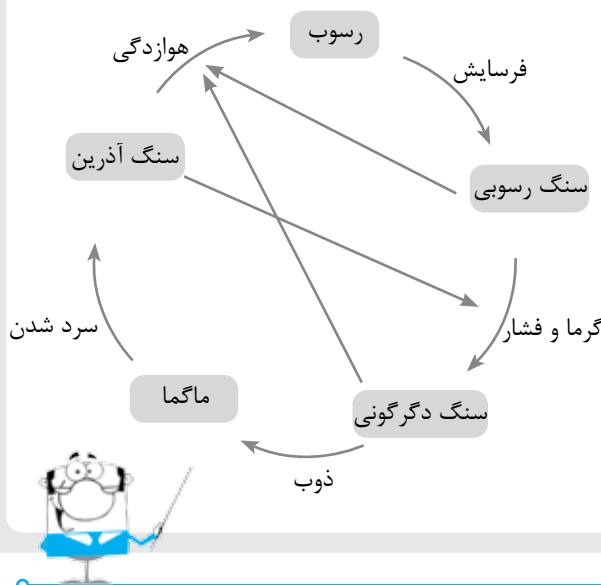 رسوب
هوازدگی
فرسایش
سنگ آذرین
سنگ رسوبی
سرد شدن
گرما و فشار
ماگما
سنگ دگرگونی
ذوب